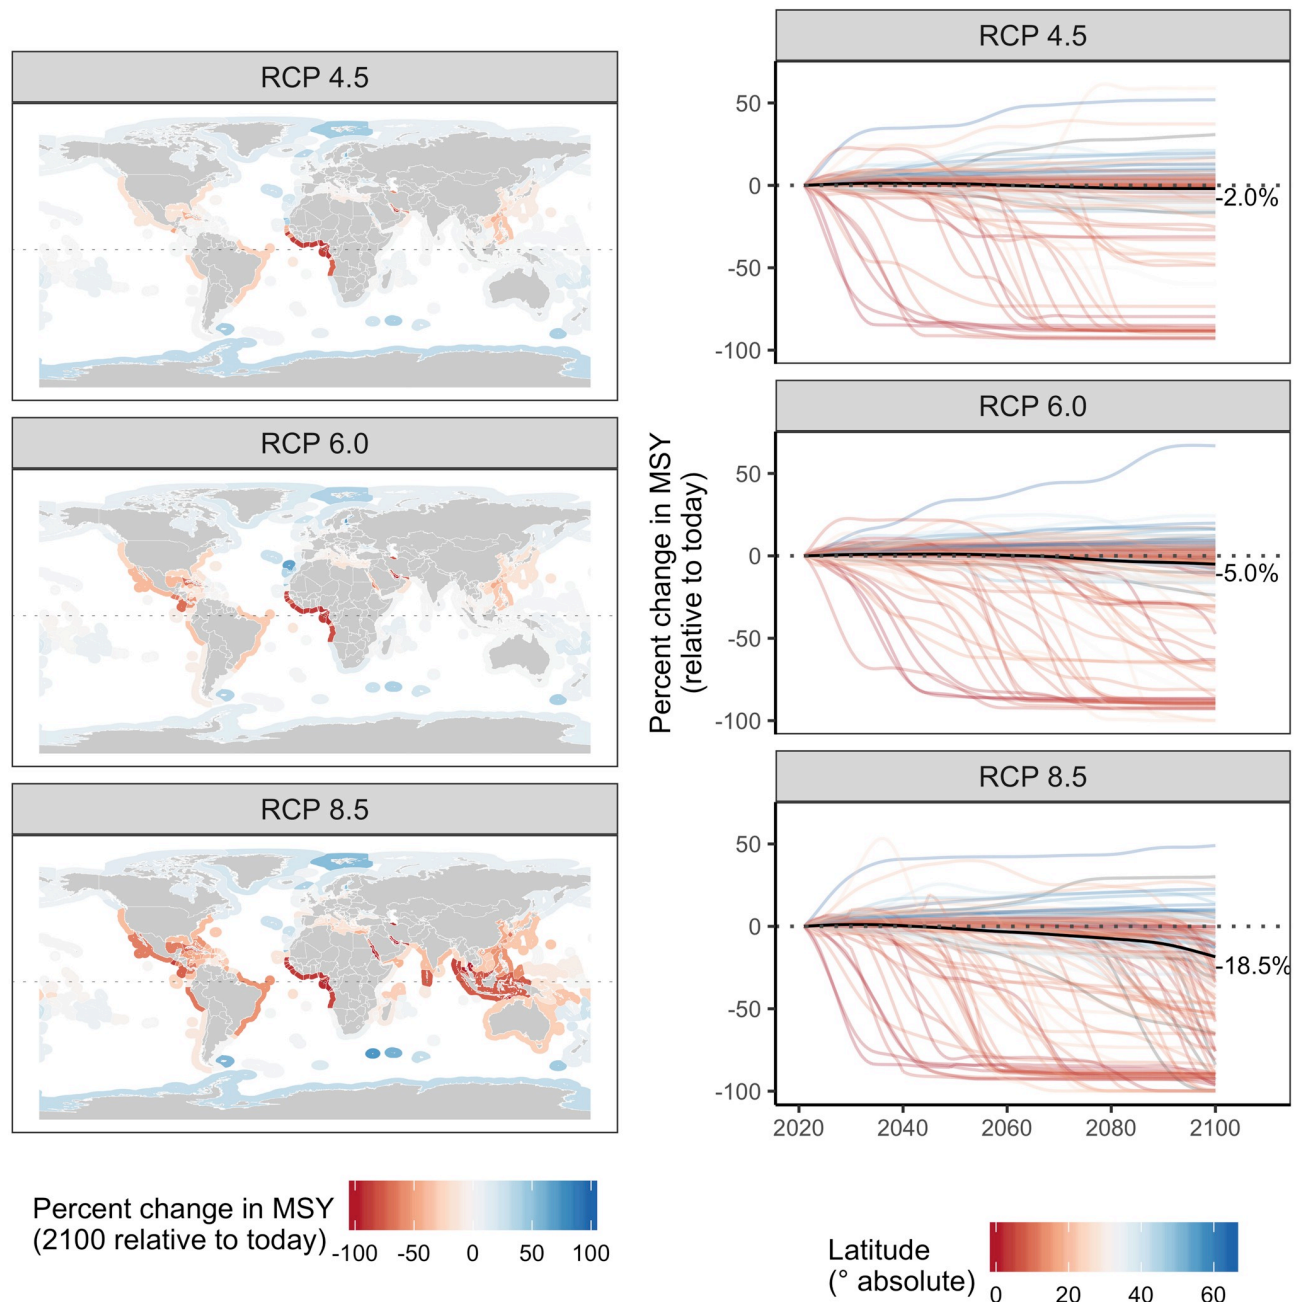 RCP 4.5
RCP 6.0
RCP 8.5
Percent change in MSY
(2100 relative to today)
-100 -50 0 50 100
Percent change in MSY
(relative to today)
RCP 4.5
50
0
-50
-100
-2.0%
RCP 6.0
50
0
-50
-100
-5.0%
RCP 8.5
50
0
-50
-100
-18.5%
2020 2040 2060 2080 2100
Latitude
(° absolute)
0 20 40 60